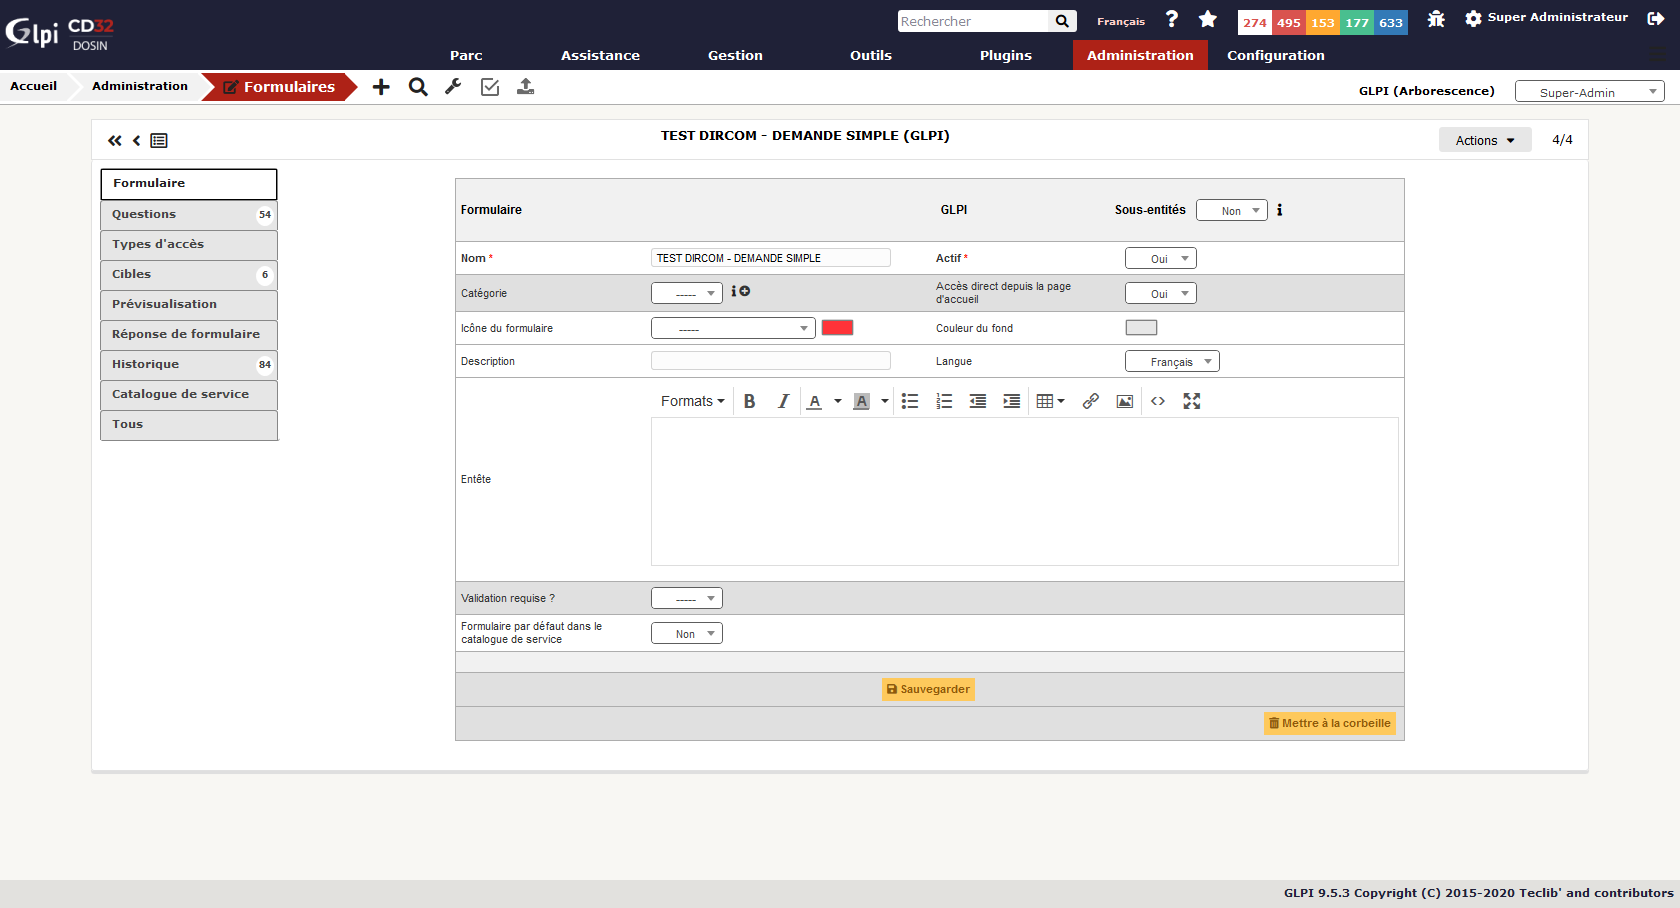 Glpi CD32 DOSIN
Rechercher
Français
?
274 495 153 177 633
Super Administrateur
Parc Assistance Gestion Outils Plugins Administration Configuration
Accueil Administration Formulaires
GLPI (Arborescence) Super-Admin
TEST DIRCOM - DEMANDE SIMPLE (GLPI)
Actions 4/4
Formulaire
Questions 54
Types d'accès
Cibles 6
Prévisualisation
Réponse de formulaire
Historique 84
Catalogue de service
Tous
Formulaire GLPI Sous-entités Non
Nom * TEST DIRCOM - DEMANDE SIMPLE Actif * Oui
Catégorie ----- Accès direct depuis la page
d'accueil Oui
Icône du formulaire ----- Couleur du fond
Description Langue Français
Formats B I A A
Entête
Validation requise ? -----
Formulaire par défaut dans le
catalogue de service Non
Sauvegarder
Mettre à la corbeille
GLPI 9.5.3 Copyright (C) 2015-2020 Teclib' and contributors